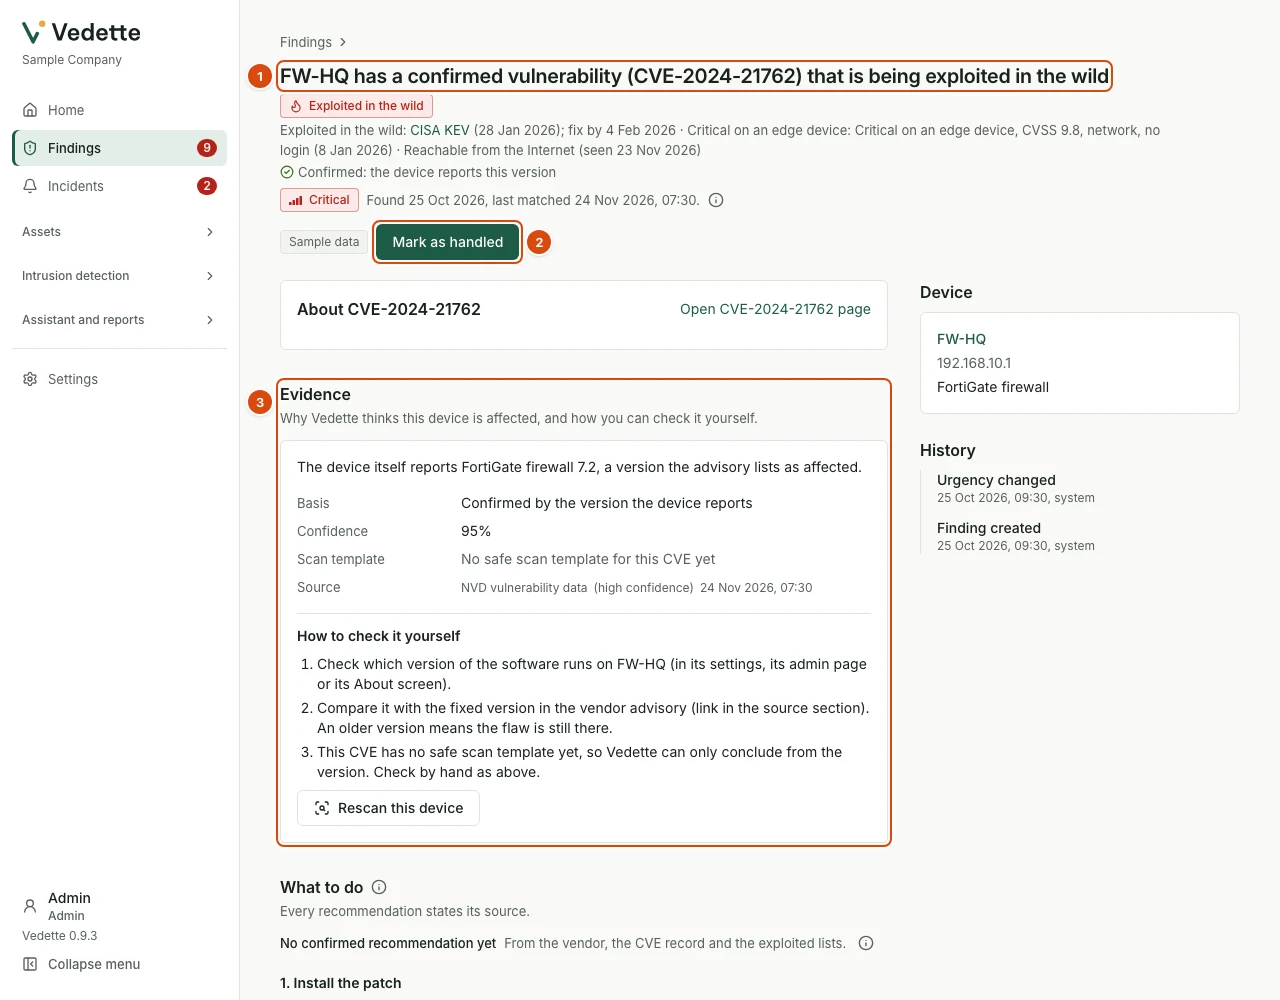 Vedette
Sample Company
Home
Findings 9
Incidents 2
Assets
Intrusion detection
Assistant and reports
Settings
Admin
Admin
Vedette 0.9.3
Collapse menu
Findings
1 FW-HQ has a confirmed vulnerability (CVE-2024-21762) that is being exploited in the wild
Exploited in the wild
Exploited in the wild: CISA KEV (28 Jan 2026); fix by 4 Feb 2026 · Critical on an edge device: Critical on an edge device, CVSS 9.8, network, no
login (8 Jan 2026) · Reachable from the Internet (seen 23 Nov 2026)
Confirmed: the device reports this version
Critical Found 25 Oct 2026, last matched 24 Nov 2026, 07:30.
Sample data Mark as handled 2
About CVE-2024-21762 Open CVE-2024-21762 page
3 Evidence
Why Vedette thinks this device is affected, and how you can check it yourself.
The device itself reports FortiGate firewall 7.2, a version the advisory lists as affected.
Basis Confirmed by the version the device reports
Confidence 95%
Scan template No safe scan template for this CVE yet
Source NVD vulnerability data (high confidence) 24 Nov 2026, 07:30
How to check it yourself
1. Check which version of the software runs on FW-HQ (in its settings, its admin page
or its About screen).
2. Compare it with the fixed version in the vendor advisory (link in the source section).
An older version means the flaw is still there.
3. This CVE has no safe scan template yet, so Vedette can only conclude from the
version. Check by hand as above.
Rescan this device
What to do
Every recommendation states its source.
No confirmed recommendation yet From the vendor, the CVE record and the exploited lists.
1. Install the patch
Device
FW-HQ
192.168.10.1
FortiGate firewall
History
Urgency changed
25 Oct 2026, 09:30, system
Finding created
25 Oct 2026, 09:30, system